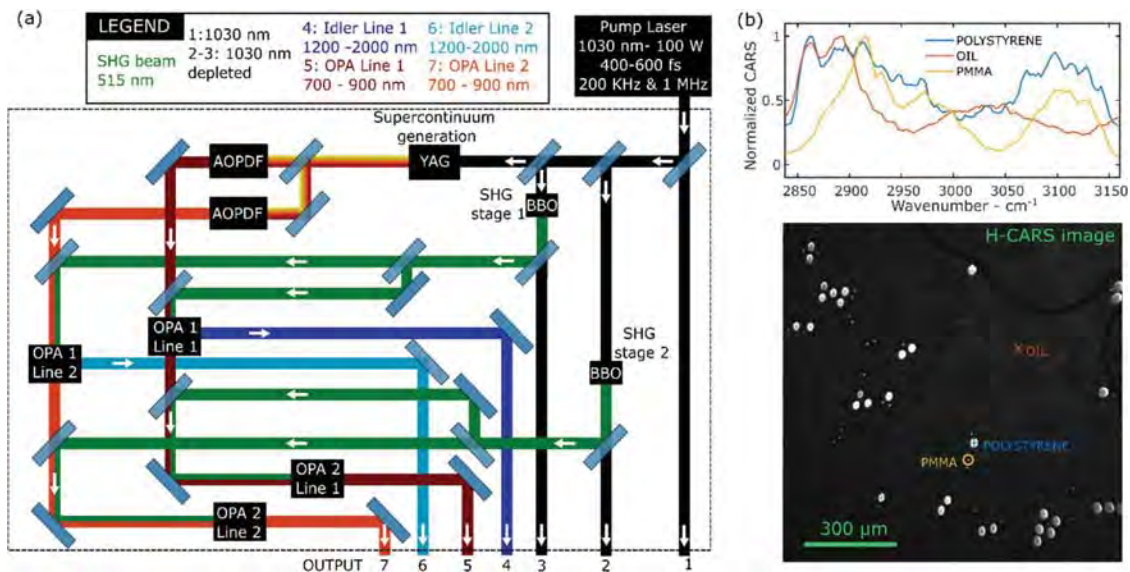 (a)
LEGEND
SHG beam
515 nm
1:1030 nm
2-3: 1030 nm
depleted
4: Idler Line 1
1200 -2000 nm
5: OPA Line 1
700 - 900 nm
6: Idler Line 2
1200-2000 nm
7: OPA Line 2
700 - 900 nm
Pump Laser
1030 nm- 100 W
400-600 fs
200 KHz & 1 MHz
Supercontinuum
generation
AOPDF
YAG
AOPDF
SHG
stage 1
BBO
OPA 1
Line 1
OPA 1
Line 2
SHG
stage 2
BBO
OPA 2
Line 1
OPA 2
Line 2
OUTPUT 7 6 5 4 3 2 1
(b)
Normalized CARS
1
0.5
0
POLYSTYRENE
OIL
PMMA
2850 2900 2950 3000 3050 3100 3150
Wavenumber - cm⁻¹
H-CARS image
×OIL
POLYSTYRENE
PMMA
300 µm